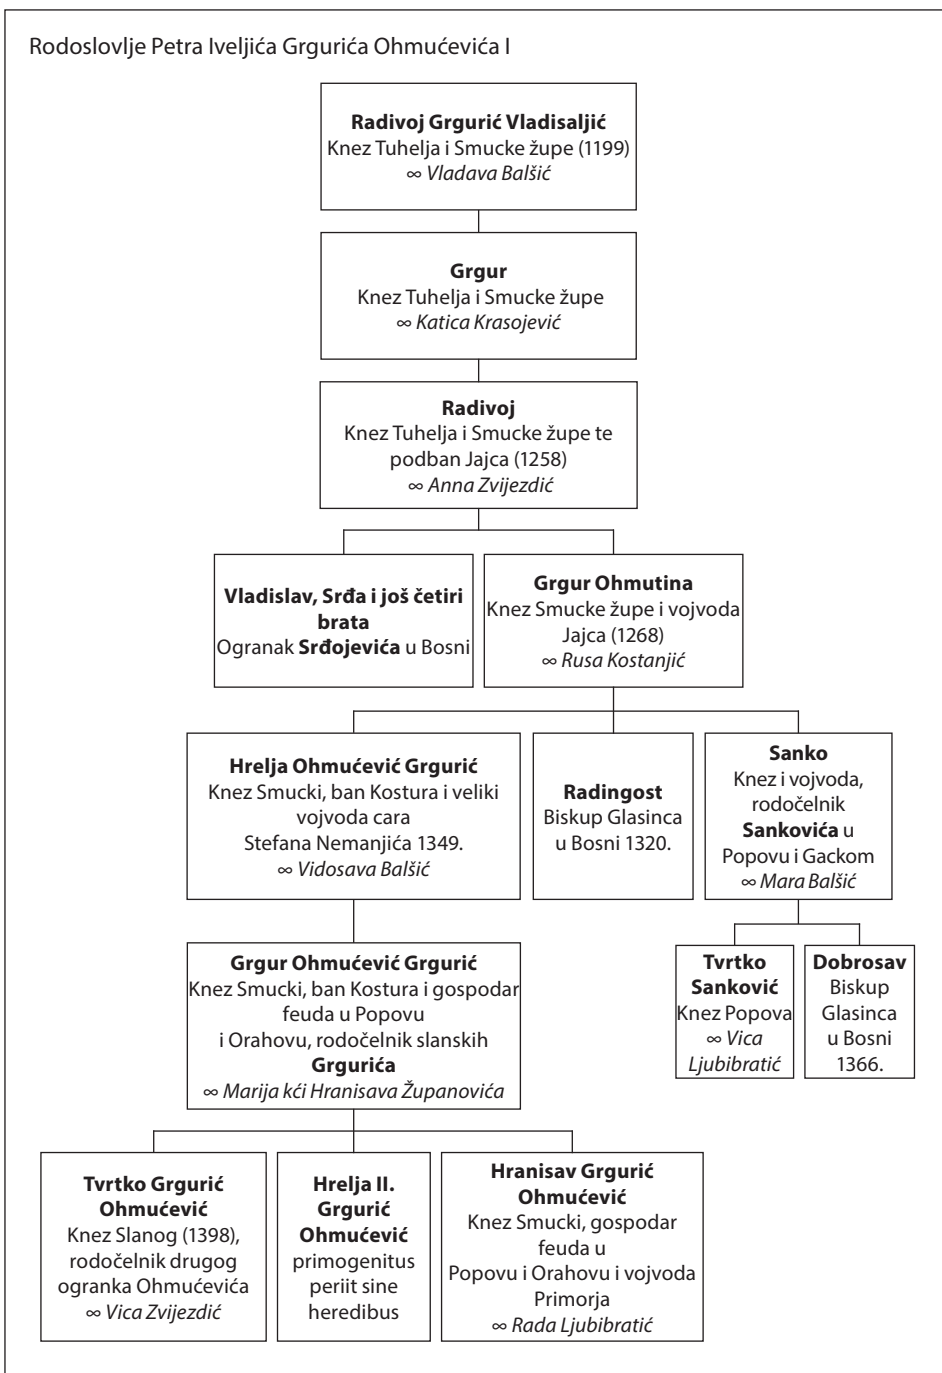 Rodoslovlje Petra Iveljića Grgurića Ohmućevića I
Radivoj Grgurić Vladisaljić
Knez Tuhelja i Smucke župe (1199)
∞ Vladava Balšić
Grgur
Knez Tuhelja i Smucke župe
∞ Katica Krasojević
Radivoj
Knez Tuhelja i Smucke župe te
podban Jajca (1258)
∞ Anna Zvijezdić
Vladislav, Srđa i još četiri
brata
Ogranak Srđojevića u Bosni
Grgur Ohmutina
Knez Smucke župe i vojvoda
Jajca (1268)
∞ Rusa Kostanjić
Hrelja Ohmućević Grgurić
Knez Smucki, ban Kostura i veliki
vojvoda cara
Stefana Nemanjića 1349.
∞ Vidosava Balšić
Radingost
Biskup Glasinca
u Bosni 1320.
Sanko
Knez i vojvoda,
rodočelnik
Sankovića u
Popovu i Gackom
∞ Mara Balšić
Grgur Ohmućević Grgurić
Knez Smucki, ban Kostura i gospodar
feuda u Popovu
i Orahovu, rodočelnik slanskih
Grgurića
∞ Marija kći Hranisava Županovića
Tvrtko
Sanković
Knez Popova
∞ Vica
Ljubibratić
Dobrosav
Biskup
Glasinca
u Bosni
1366.
Tvrtko Grgurić
Ohmućević
Knez Slanog (1398),
rodočelnik drugog
ogranka Ohmućevića
∞ Vica Zvijezdić
Hrelja II.
Grgurić
Ohmućević
primogenitus
periit sine
heredibus
Hranisav Grgurić
Ohmućević
Knez Smucki, gospodar
feuda u
Popovu i Orahovu i vojvoda
Primorja
∞ Rada Ljubibratić